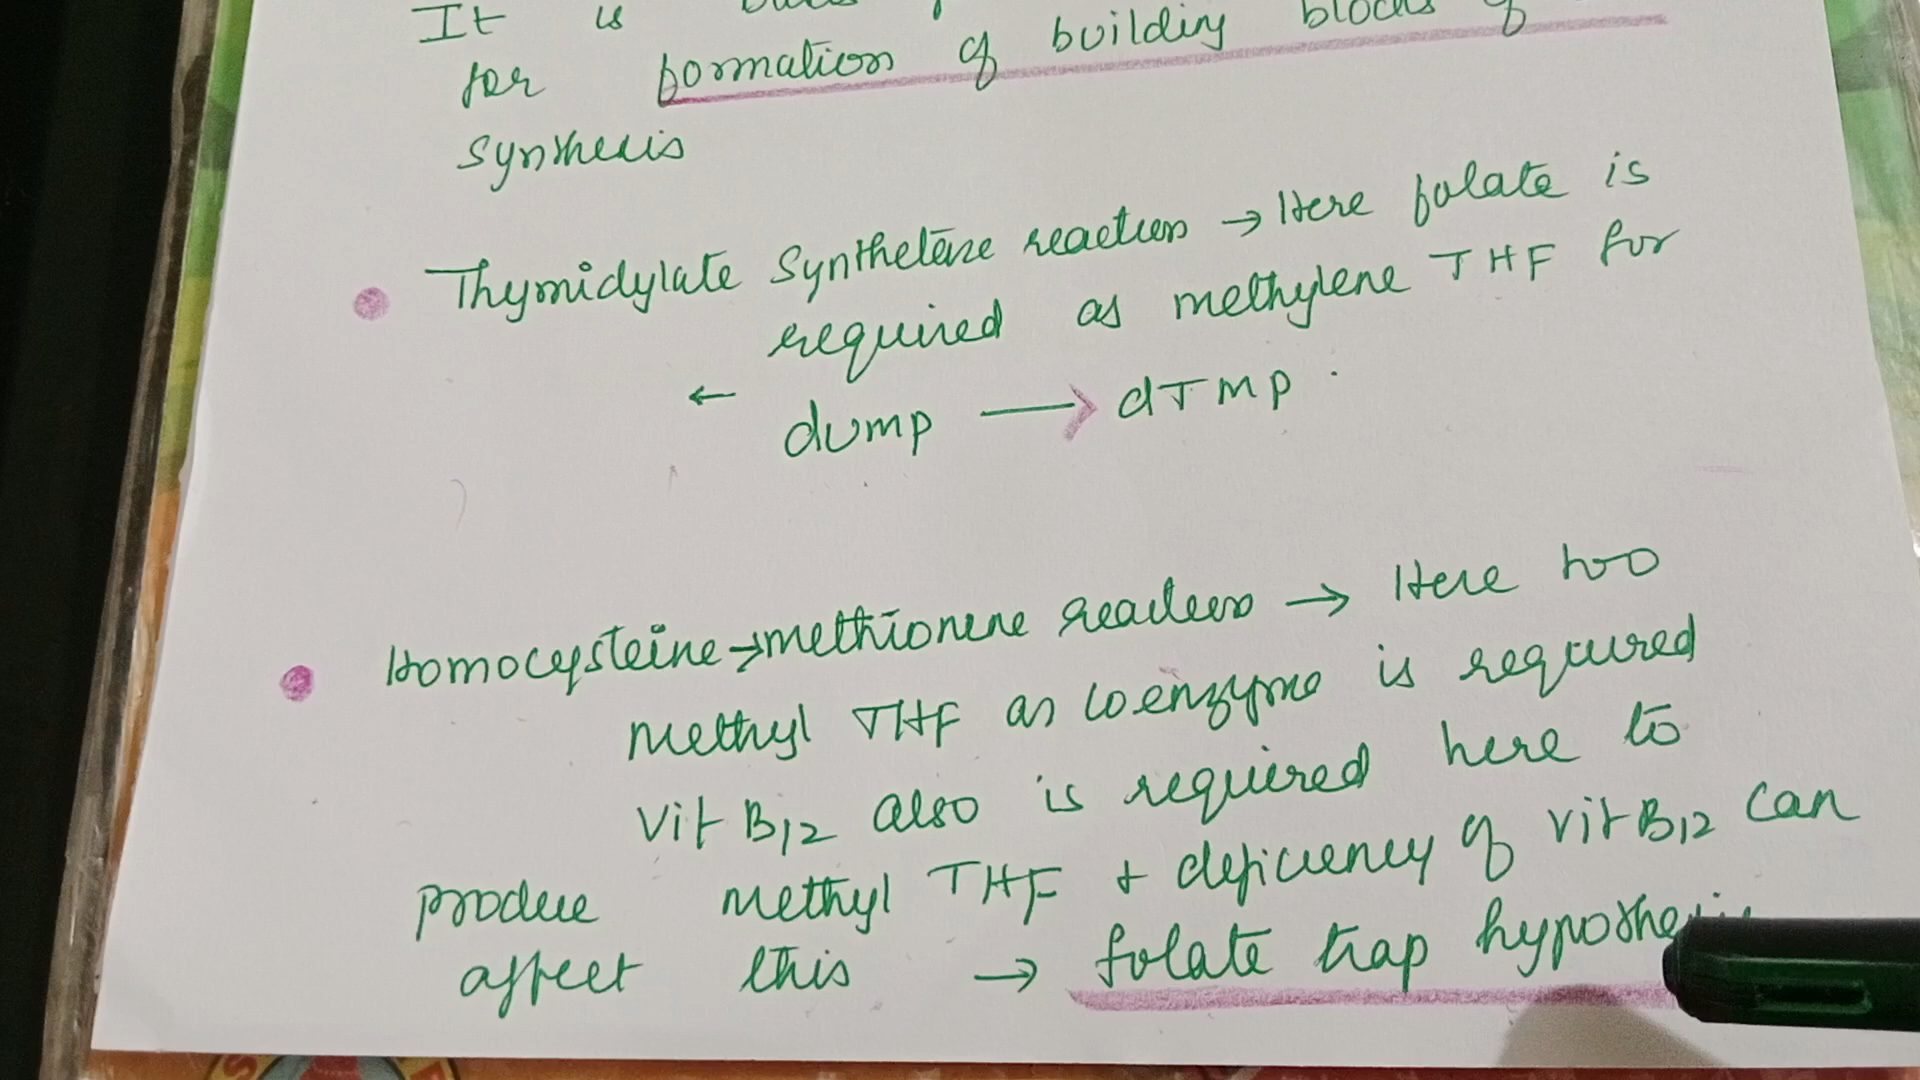 It is
for formation of building blocks of
synthesis
Thymidylate Synthetase reaction → Here folate is
required as methylene THF for
←
dUMP → dTMP.
Homocysteine→methionine reaction → Here too
Methyl THF as coenzyme is required
Vit B12 also is required here to
produce methyl THF + deficiency of vit B12 can
affect this → folate trap